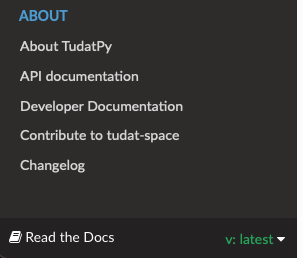 ABOUT
About TudatPy
API documentation
Developer Documentation
Contribute to tudat-space
Changelog
Read the Docs
v: latest